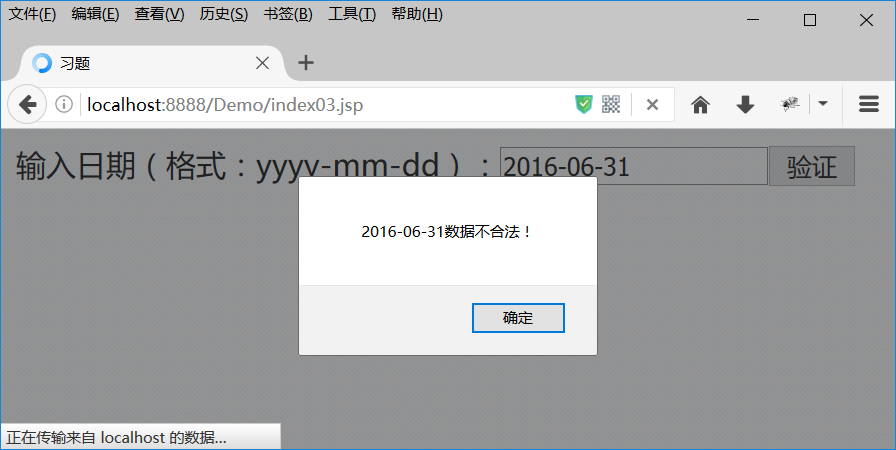 文件(F) 编辑(E) 查看(V) 历史(S) 书签(B) 工具(T) 帮助(H)
习题
localhost:8888/Demo/index03.jsp
输入日期（格式：yyyy-mm-dd）：2016-06-31 验证
2016-06-31数据不合法！
确定
正在传输来自 localhost 的数据...